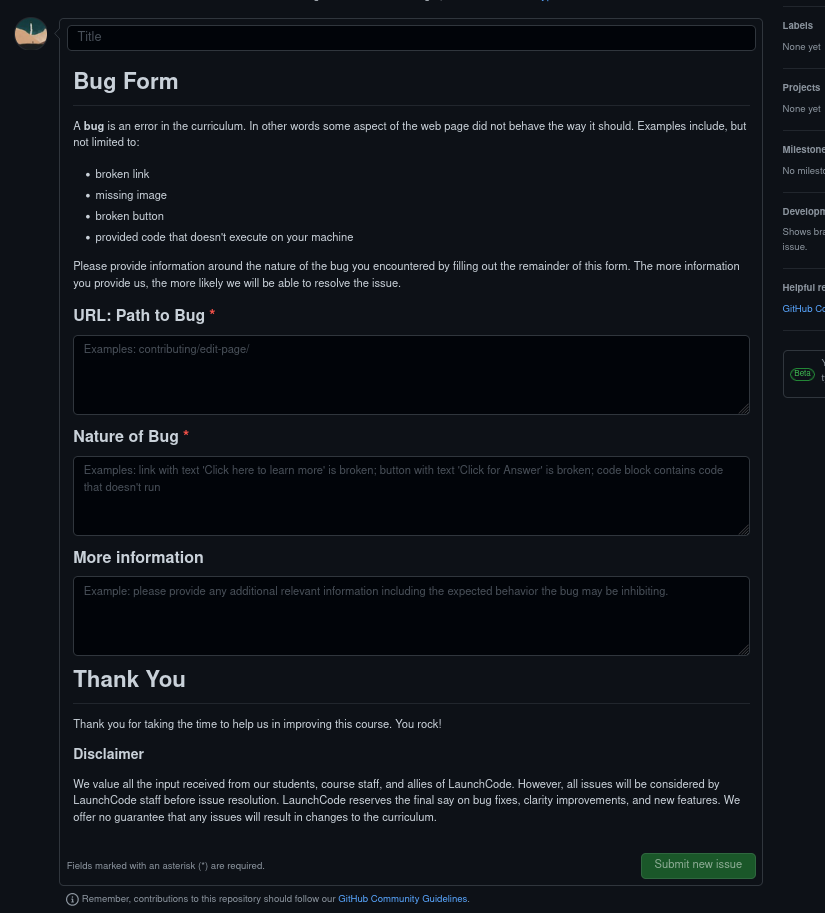 Title
Bug Form
A bug is an error in the curriculum. In other words some aspect of the web page did not behave the way it should. Examples include, but
not limited to:
• broken link
• missing image
• broken button
• provided code that doesn't execute on your machine
Please provide information around the nature of the bug you encountered by filling out the remainder of this form. The more information
you provide us, the more likely we will be able to resolve the issue.
URL: Path to Bug *
Examples: contributing/edit-page/
Nature of Bug *
Examples: link with text 'Click here to learn more' is broken; button with text 'Click for Answer' is broken; code block contains code
that doesn't run
More information
Example: please provide any additional relevant information including the expected behavior the bug may be inhibiting.
Thank You
Thank you for taking the time to help us in improving this course. You rock!
Disclaimer
We value all the input received from our students, course staff, and allies of LaunchCode. However, all issues will be considered by
LaunchCode staff before issue resolution. LaunchCode reserves the final say on bug fixes, clarity improvements, and new features. We
offer no guarantee that any issues will result in changes to the curriculum.
Fields marked with an asterisk (*) are required.
Submit new issue
Remember, contributions to this repository should follow our GitHub Community Guidelines.
Labels
None yet
Projects
None yet
Milestone
No milest
Developm
Shows bra
issue.
Helpful re
GitHub Co
Beta